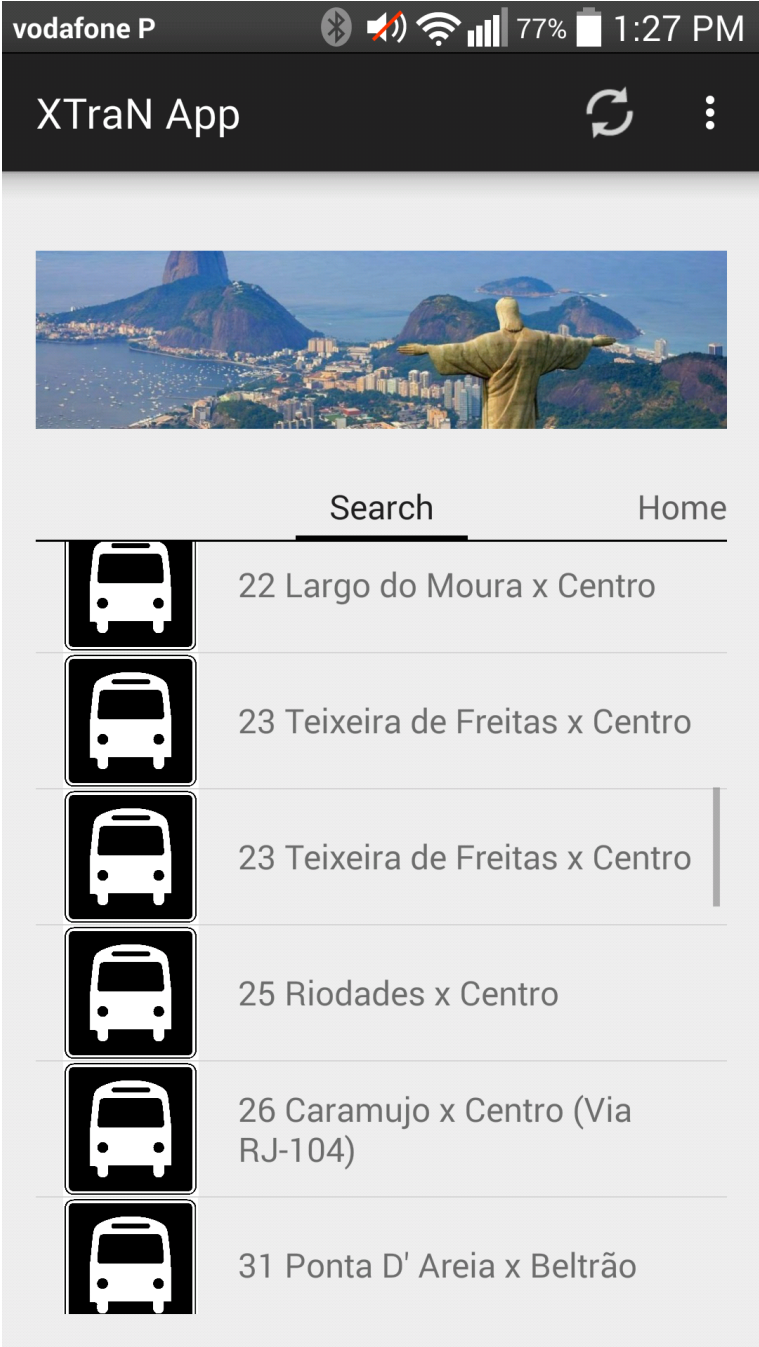 vodafone P 77% 1:27 PM
XTraN App
Search Home
22 Largo do Moura x Centro
23 Teixeira de Freitas x Centro
23 Teixeira de Freitas x Centro
25 Riodades x Centro
26 Caramujo x Centro (Via
RJ-104)
31 Ponta D' Areia x Beltrão